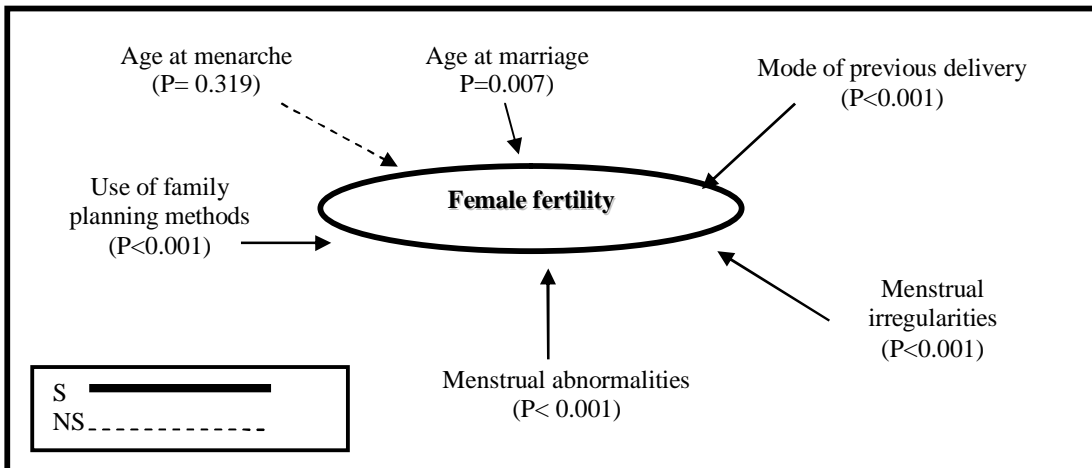 Age at menarche
(P= 0.319)
Age at marriage
P=0.007)
Mode of previous delivery
(P<0.001)
Use of family
planning methods
(P<0.001)
Female fertility
Menstrual
irregularities
(P<0.001)
Menstrual abnormalities
(P< 0.001)
S
NS